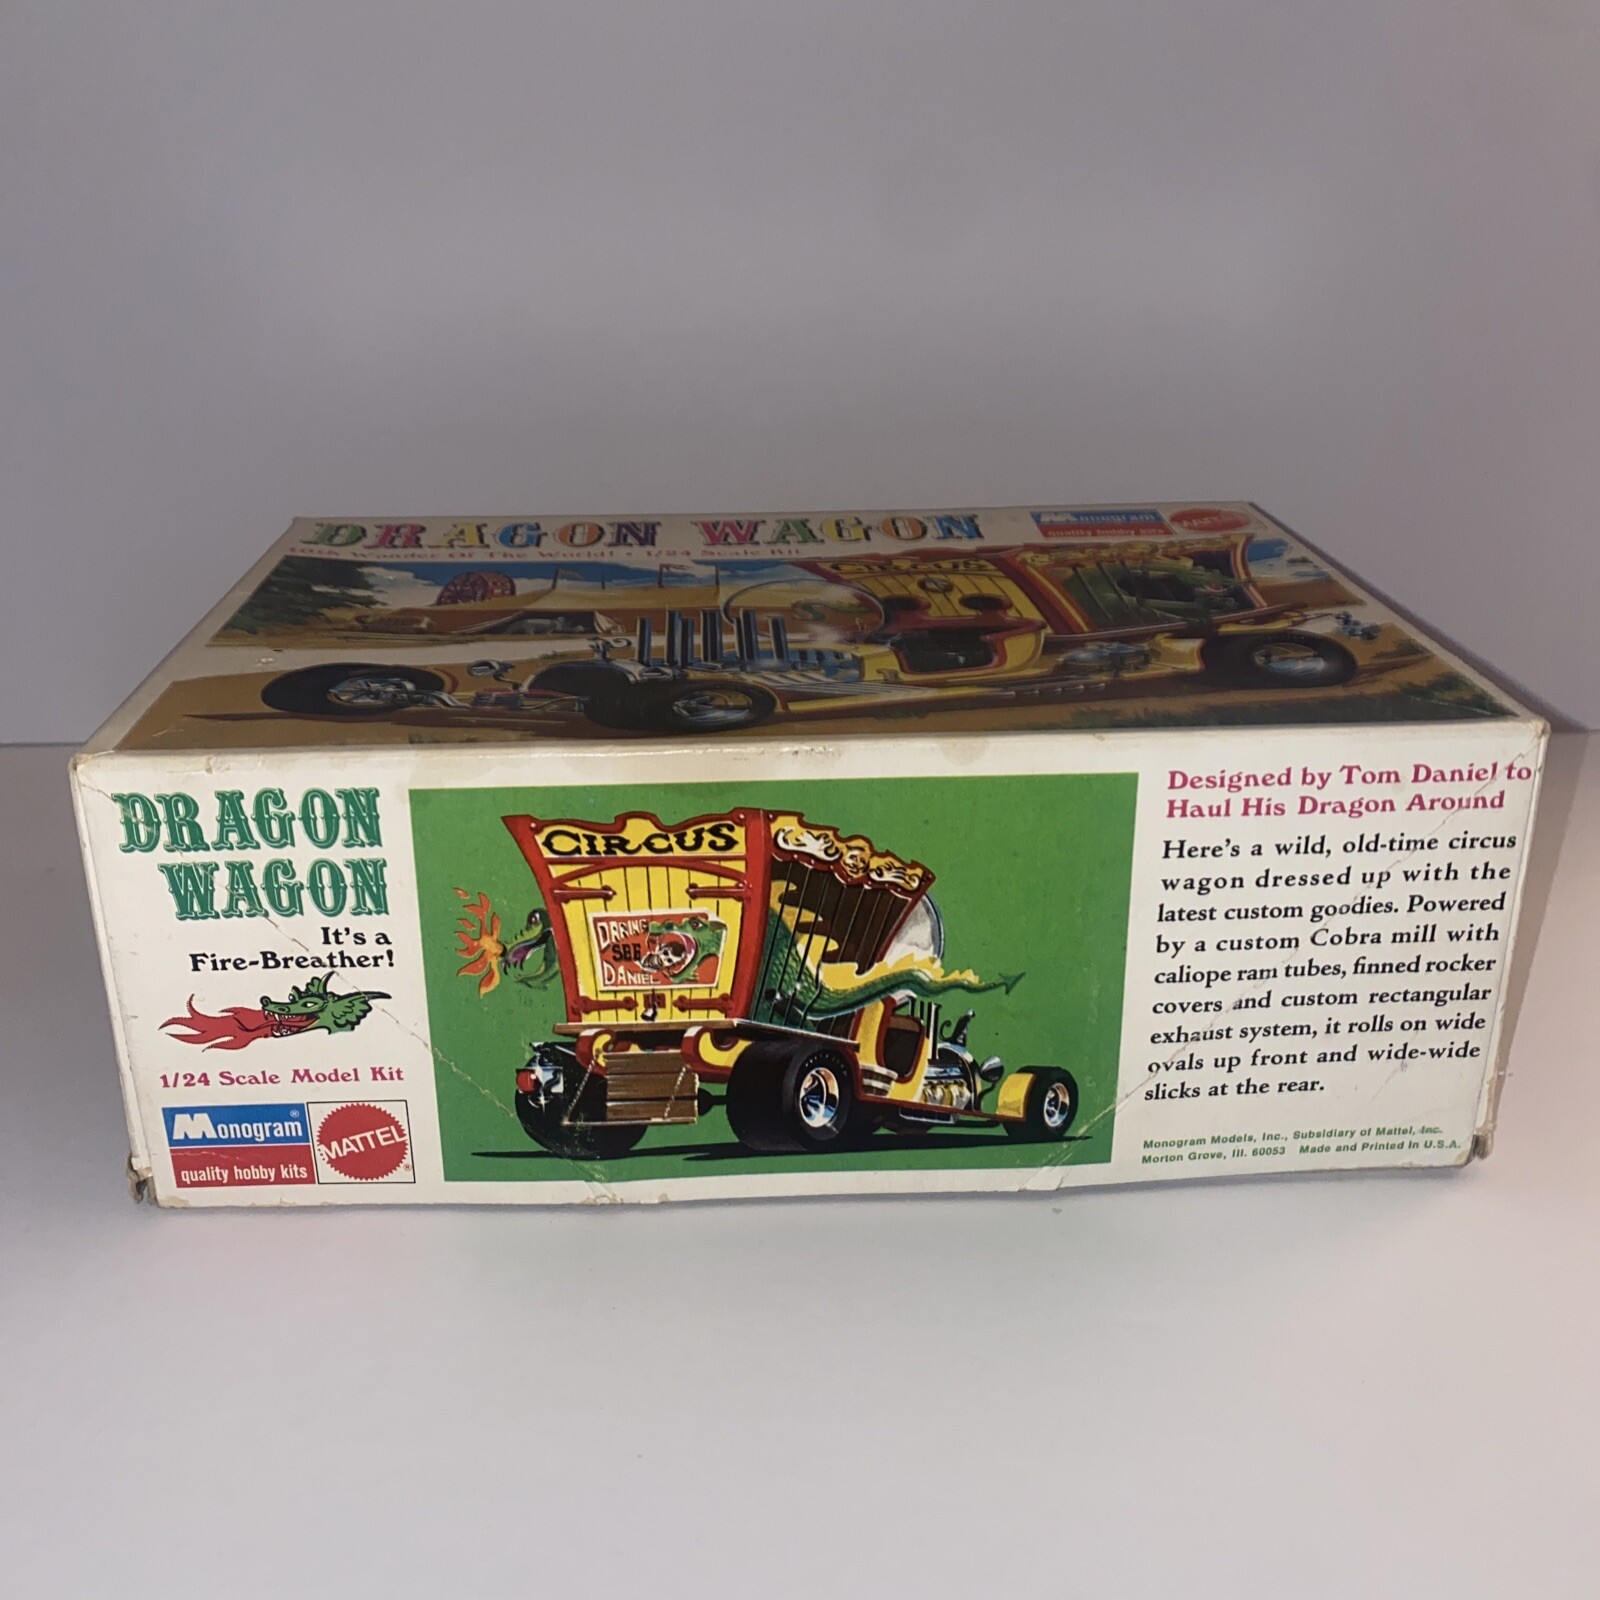 DRAGON WAGON
10th Wonder Of The World! • 1/24 Scale Kit
Monogram
quality hobby kits
MATTEL
CIRCUS
DRAGON
WAGON
It's a
Fire-Breather!
1/24 Scale Model Kit
Monogram®
quality hobby kits
MATTEL®
CIRCUS
DARING
SEE
DANIEL
Designed by Tom Daniel to
Haul His Dragon Around
Here's a wild, old-time circus
wagon dressed up with the
latest custom goodies. Powered
by a custom Cobra mill with
caliope ram tubes, finned rocker
covers and custom rectangular
exhaust system, it rolls on wide
ovals up front and wide-wide
slicks at the rear.
Monogram Models, Inc., Subsidiary of Mattel, Inc.
Morton Grove, Ill. 60053 Made and Printed in U.S.A.